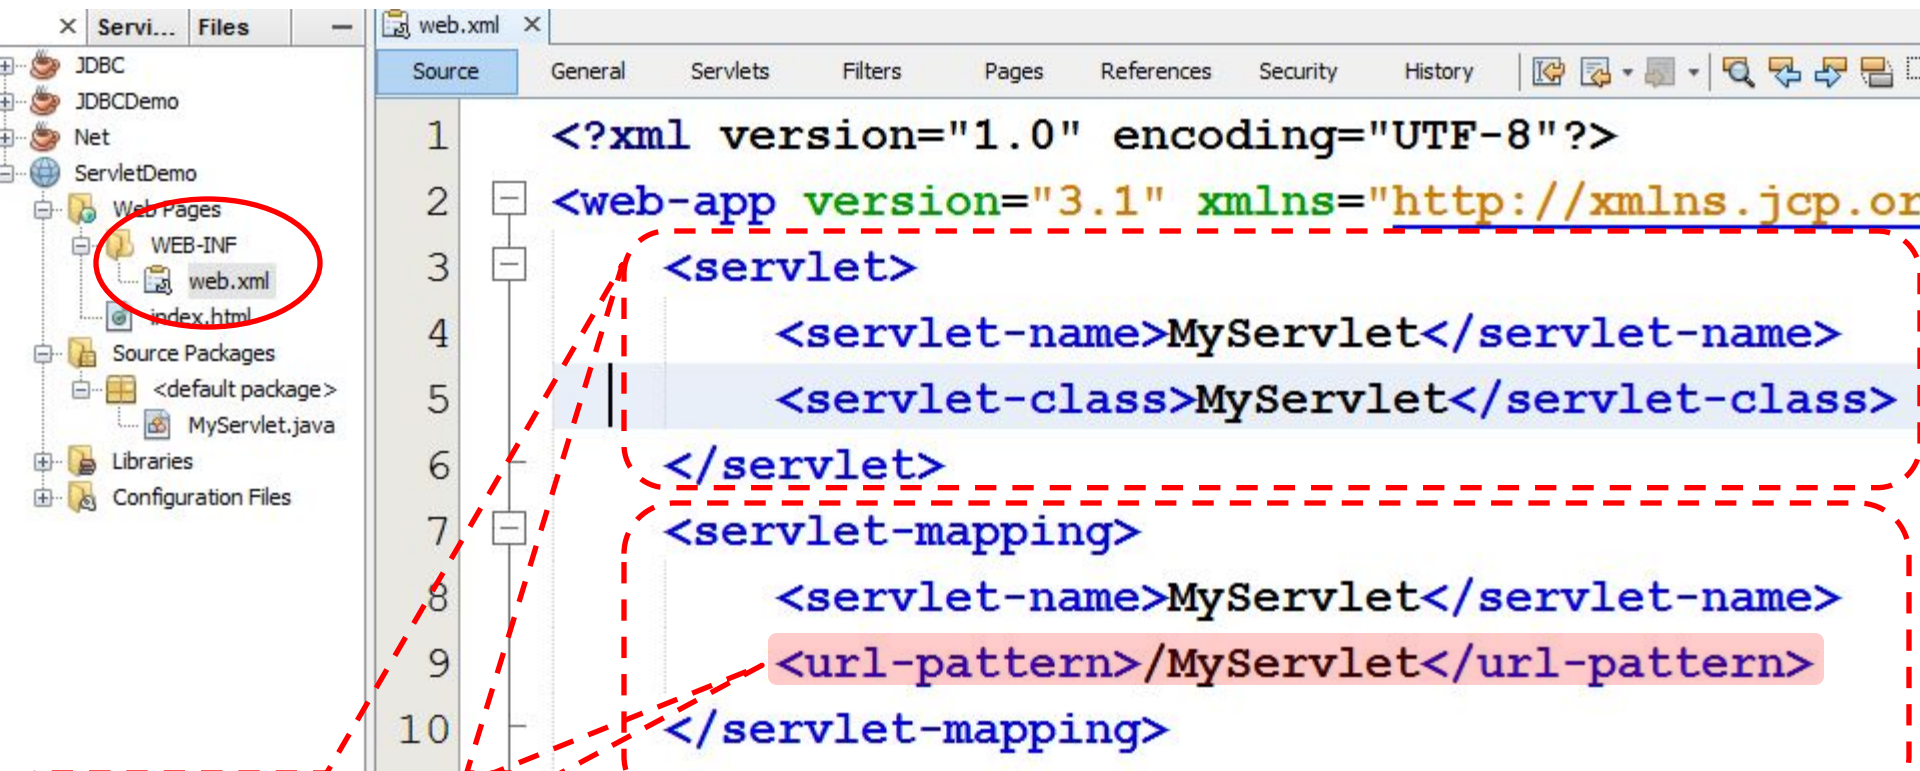 Servi... Files
JDBC
JDBCDemo
Net
ServletDemo
Web Pages
WEB-INF
web.xml
index.html
Source Packages
<default package>
MyServlet.java
Libraries
Configuration Files
web.xml
Source General Servlets Filters Pages References Security History
1 <?xml version="1.0" encoding="UTF-8"?>
2 <web-app version="3.1" xmlns="http://xmlns.jcp.or
3 <servlet>
4 <servlet-name>MyServlet</servlet-name>
5 <servlet-class>MyServlet</servlet-class>
6 </servlet>
7 <servlet-mapping>
8 <servlet-name>MyServlet</servlet-name>
9 <url-pattern>/MyServlet</url-pattern>
10 </servlet-mapping>